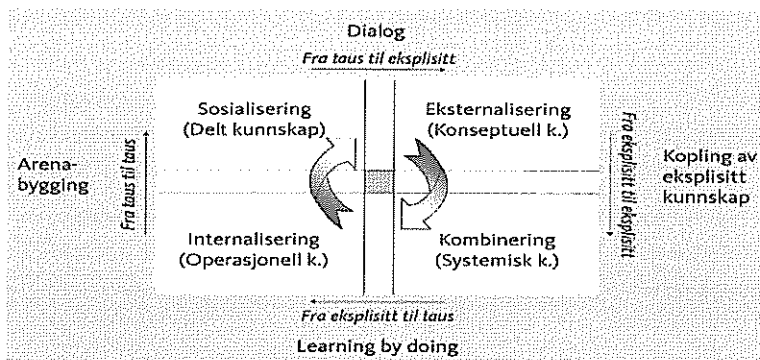 Dialog
Fra taus til eksplisitt
Sosialisering
(Delt kunnskap)
Eksternalisering
(Konseptuell k.)
Arena-
bygging
Fra taus til taus
Fra eksplisitt til eksplisitt
Kopling av
eksplisitt
kunnskap
Internalisering
(Operasjonell k.)
Kombinering
(Systemisk k.)
Fra eksplisitt til taus
Learning by doing